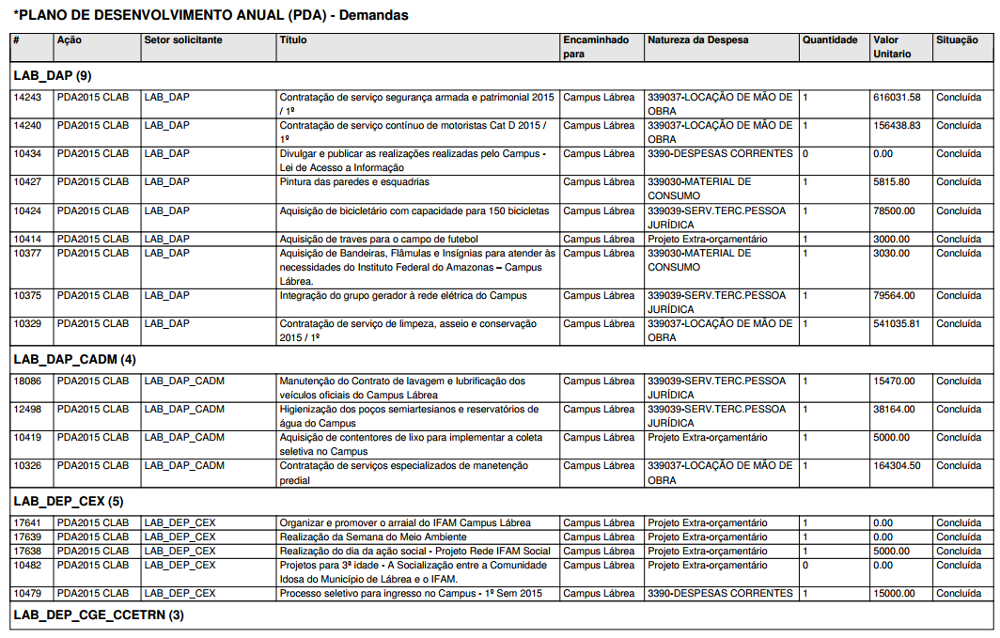 *PLANO DE DESENVOLVIMENTO ANUAL (PDA) - Demandas
# Ação Setor solicitante Título Encaminhado para Natureza da Despesa Quantidade Valor Unitario Situação
LAB_DAP (9)
14243 PDA2015 CLAB LAB_DAP Contratação de serviço segurança armada e patrimonial 2015 / 1º Campus Lábrea 339037-LOCAÇÃO DE MÃO DE OBRA 1 616031.58 Concluída
14240 PDA2015 CLAB LAB_DAP Contratação de serviço contínuo de motoristas Cat D 2015 / 1º Campus Lábrea 339037-LOCAÇÃO DE MÃO DE OBRA 1 156438.83 Concluída
10434 PDA2015 CLAB LAB_DAP Divulgar e publicar as realizações realizadas pelo Campus - Lei de Acesso a Informação Campus Lábrea 3390-DESPESAS CORRENTES 0 0.00 Concluída
10427 PDA2015 CLAB LAB_DAP Pintura das paredes e esquadrias Campus Lábrea 339030-MATERIAL DE CONSUMO 1 5815.80 Concluída
10424 PDA2015 CLAB LAB_DAP Aquisição de bicicletário com capacidade para 150 bicicletas Campus Lábrea 339039-SERV.TERC.PESSOA JURÍDICA 1 78500.00 Concluída
10414 PDA2015 CLAB LAB_DAP Aquisição de traves para o campo de futebol Campus Lábrea Projeto Extra-orçamentário 1 3000.00 Concluída
10377 PDA2015 CLAB LAB_DAP Aquisição de Bandeiras, Flâmulas e Insígnias para atender às necessidades do Instituto Federal do Amazonas – Campus Lábrea. Campus Lábrea 339030-MATERIAL DE CONSUMO 1 3030.00 Concluída
10375 PDA2015 CLAB LAB_DAP Integração do grupo gerador à rede elétrica do Campus Campus Lábrea 339039-SERV.TERC.PESSOA JURÍDICA 1 79564.00 Concluída
10329 PDA2015 CLAB LAB_DAP Contratação de serviço de limpeza, asseio e conservação 2015 / 1º Campus Lábrea 339037-LOCAÇÃO DE MÃO DE OBRA 1 541035.81 Concluída
LAB_DAP_CADM (4)
18086 PDA2015 CLAB LAB_DAP_CADM Manutenção do Contrato de lavagem e lubrificação dos veículos oficiais do Campus Lábrea Campus Lábrea 339039-SERV.TERC.PESSOA JURÍDICA 1 15470.00 Concluída
12498 PDA2015 CLAB LAB_DAP_CADM Higienização dos poços semiartesianos e reservatórios de água do Campus Campus Lábrea 339039-SERV.TERC.PESSOA JURÍDICA 1 38164.00 Concluída
10419 PDA2015 CLAB LAB_DAP_CADM Aquisição de contentores de lixo para implementar a coleta seletiva no Campus Campus Lábrea Projeto Extra-orçamentário 1 5000.00 Concluída
10326 PDA2015 CLAB LAB_DAP_CADM Contratação de serviços especializados de manetenção predial Campus Lábrea 339037-LOCAÇÃO DE MÃO DE OBRA 1 164304.50 Concluída
LAB_DEP_CEX (5)
17641 PDA2015 CLAB LAB_DEP_CEX Organizar e promover o arraial do IFAM Campus Lábrea Campus Lábrea Projeto Extra-orçamentário 1 0.00 Concluída
17639 PDA2015 CLAB LAB_DEP_CEX Realização da Semana do Meio Ambiente Campus Lábrea Projeto Extra-orçamentário 1 0.00 Concluída
17638 PDA2015 CLAB LAB_DEP_CEX Realização do dia da ação social - Projeto Rede IFAM Social Campus Lábrea Projeto Extra-orçamentário 1 5000.00 Concluída
10482 PDA2015 CLAB LAB_DEP_CEX Projetos para 3ª idade - A Socialização entre a Comunidade Idosa do Município de Lábrea e o IFAM. Campus Lábrea Projeto Extra-orçamentário 0 0.00 Concluída
10479 PDA2015 CLAB LAB_DEP_CEX Processo seletivo para ingresso no Campus - 1º Sem 2015 Campus Lábrea 3390-DESPESAS CORRENTES 1 15000.00 Concluída
LAB_DEP_CGE_CCETRN (3)